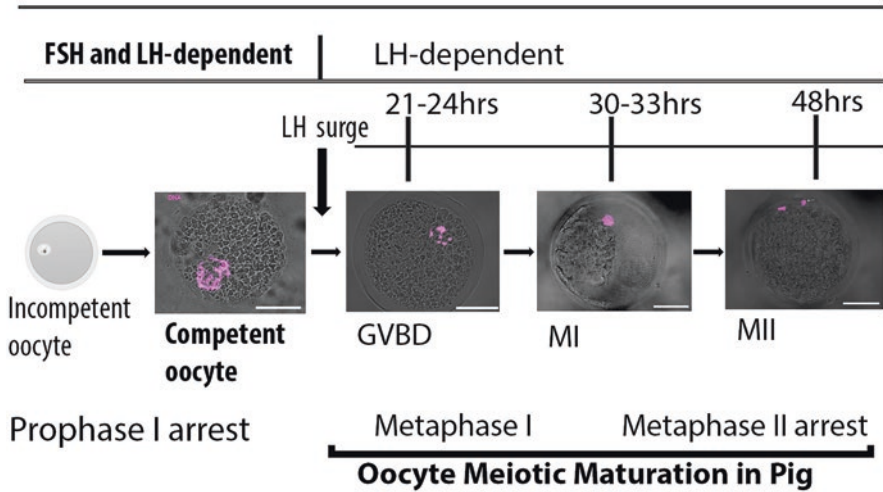 FSH and LH-dependent
LH-dependent
21-24hrs
30-33hrs
48hrs
LH surge
DNA
Incompetent
oocyte
Competent
oocyte
GVBD
MI
MII
Prophase I arrest
Metaphase I
Metaphase II arrest
Oocyte Meiotic Maturation in Pig